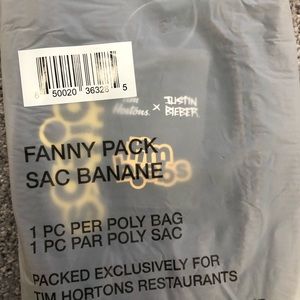 6 50020 36328 5
Tim Hortons. x JUSTIN BIEBER
FANNY PACK
SAC BANANE
1 PC PER POLY BAG
1 PC PAR POLY SAC
PACKED EXCLUSIVELY FOR
TIM HORTONS RESTAURANTS